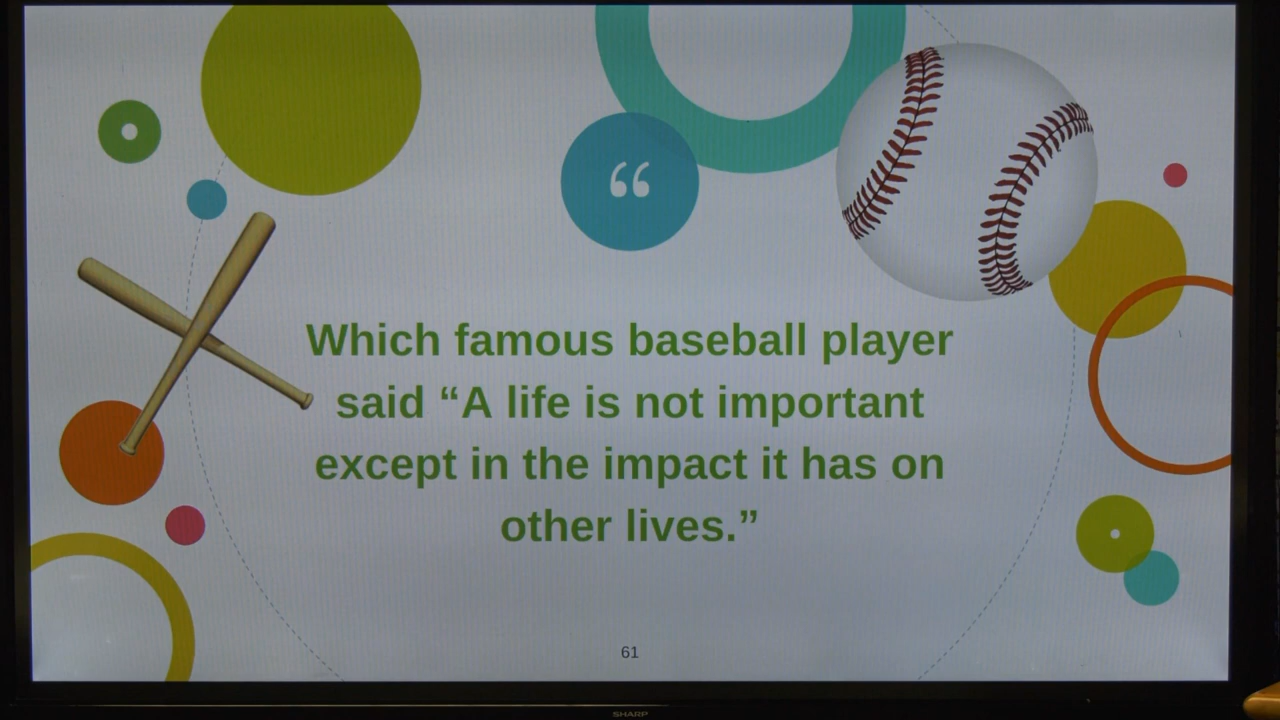 “
Which famous baseball player
said “A life is not important
except in the impact it has on
other lives.”
61
SHARP